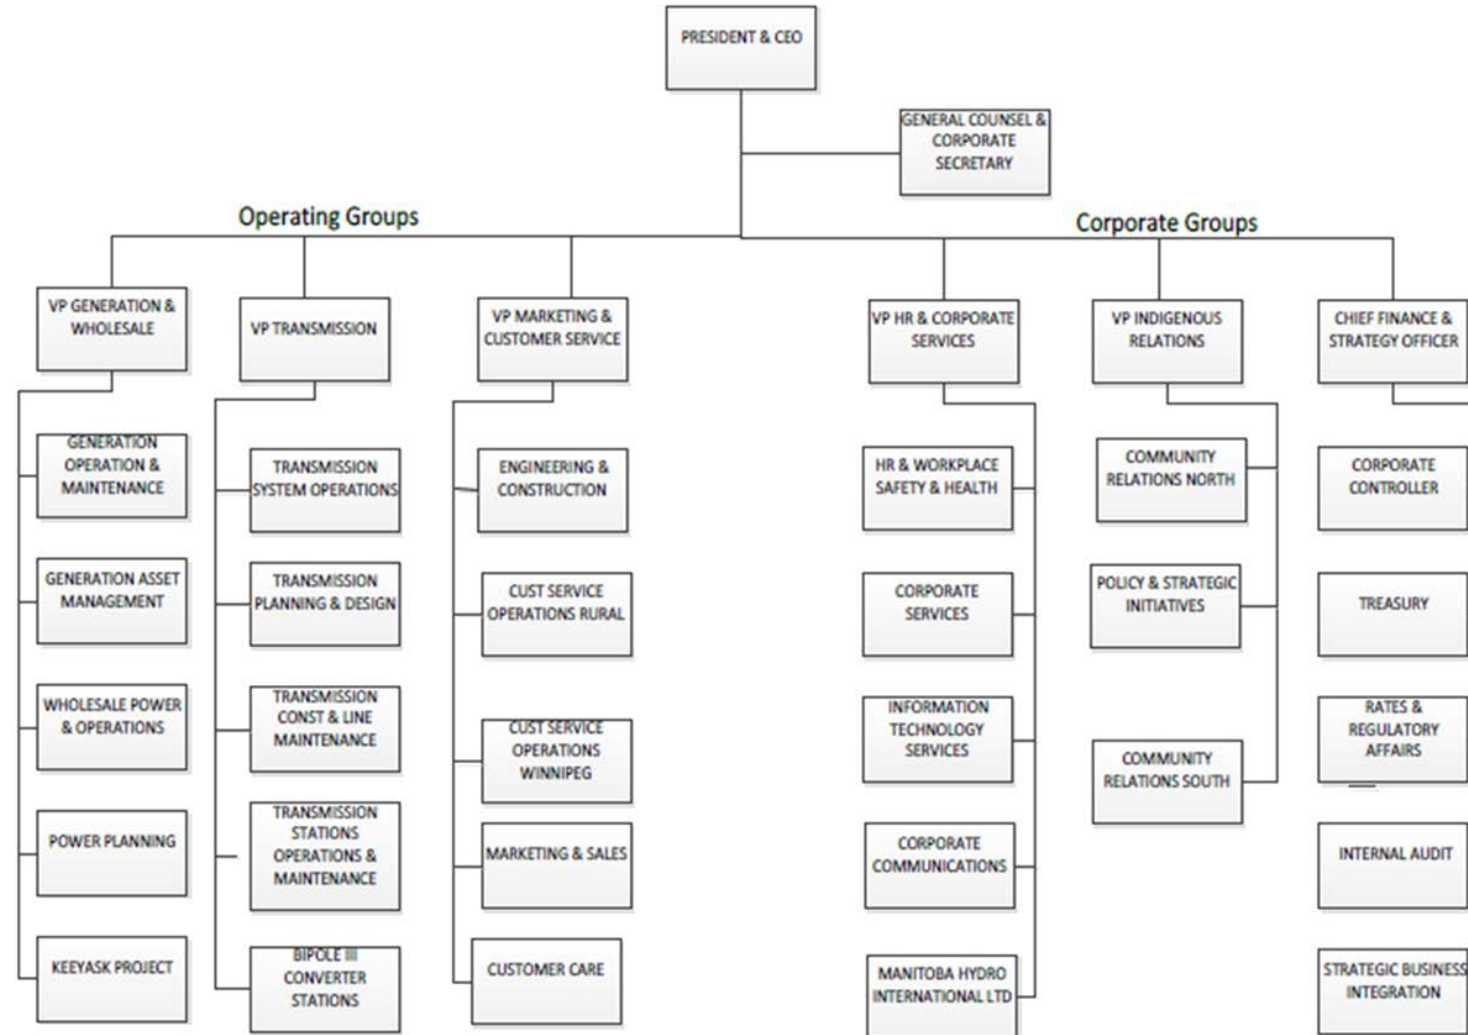 PRESIDENT & CEO
GENERAL COUNSEL &
CORPORATE
SECRETARY
Operating Groups
Corporate Groups
VP GENERATION &
WHOLESALE
VP TRANSMISSION
VP MARKETING &
CUSTOMER SERVICE
VP HR & CORPORATE
SERVICES
VP INDIGENOUS
RELATIONS
CHIEF FINANCE &
STRATEGY OFFICER
GENERATION
OPERATION &
MAINTENANCE
GENERATION ASSET
MANAGEMENT
WHOLESALE POWER
& OPERATIONS
POWER PLANNING
KEEYASK PROJECT
TRANSMISSION
SYSTEM OPERATIONS
TRANSMISSION
PLANNING & DESIGN
TRANSMISSION
CONST & LINE
MAINTENANCE
TRANSMISSION
STATIONS
OPERATIONS &
MAINTENANCE
BIPOLE III
CONVERTER
STATIONS
ENGINEERING &
CONSTRUCTION
CUST SERVICE
OPERATIONS RURAL
CUST SERVICE
OPERATIONS
WINNIPEG
MARKETING & SALES
CUSTOMER CARE
HR & WORKPLACE
SAFETY & HEALTH
CORPORATE
SERVICES
INFORMATION
TECHNOLOGY
SERVICES
CORPORATE
COMMUNICATIONS
MANITOBA HYDRO
INTERNATIONAL LTD
COMMUNITY
RELATIONS NORTH
POLICY & STRATEGIC
INITIATIVES
COMMUNITY
RELATIONS SOUTH
CORPORATE
CONTROLLER
TREASURY
RATES &
REGULATORY
AFFAIRS
INTERNAL AUDIT
STRATEGIC BUSINESS
INTEGRATION